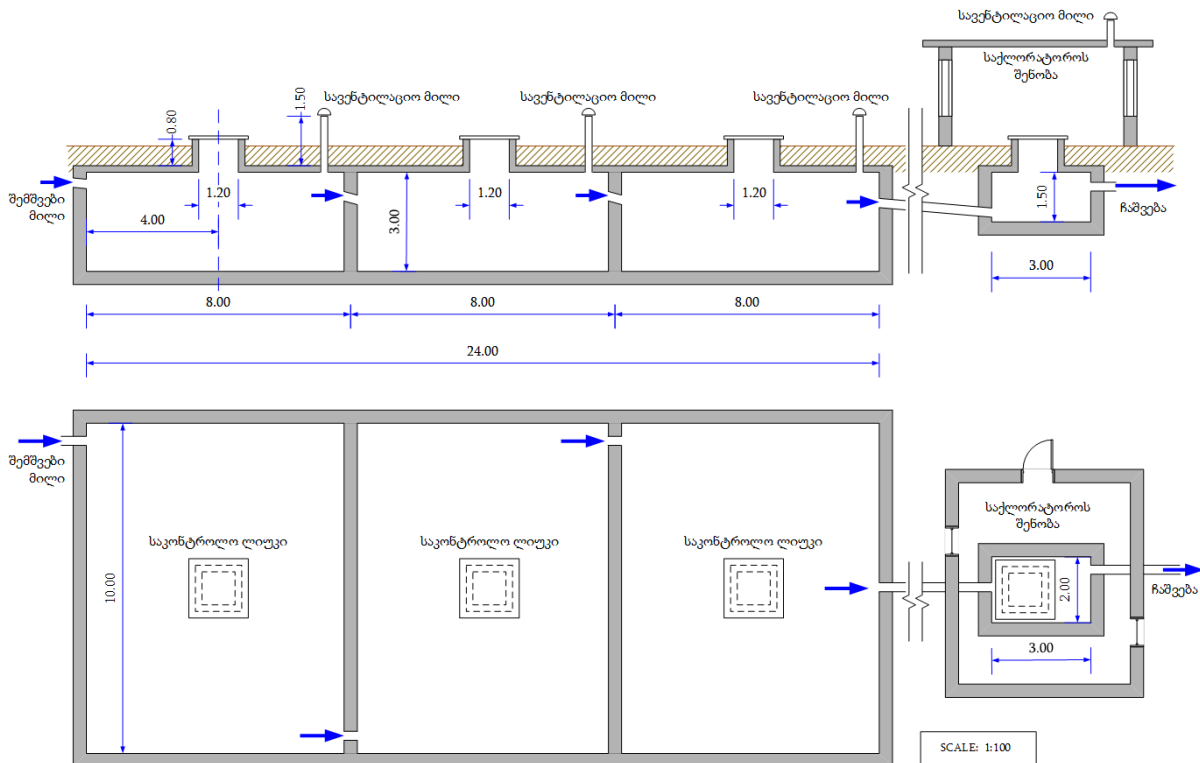 სავენტილაციო მილი
საქლორატოროს
შენობა
0.80
1.50
სავენტილაციო მილი
სავენტილაციო მილი
სავენტილაციო მილი
შემშვები
მილი
1.20
1.20
1.20
4.00
3.00
1.50
ჩაშვება
3.00
8.00
8.00
8.00
24.00
შემშვები
მილი
საკონტროლო ლიუკი
საკონტროლო ლიუკი
საკონტროლო ლიუკი
10.00
საქლორატოროს
შენობა
2.00
ჩაშვება
3.00
SCALE: 1:100